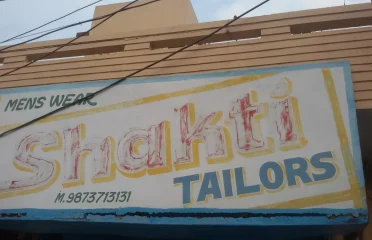 MENS WEAR
Shakti
TAILORS
M. 9873713131